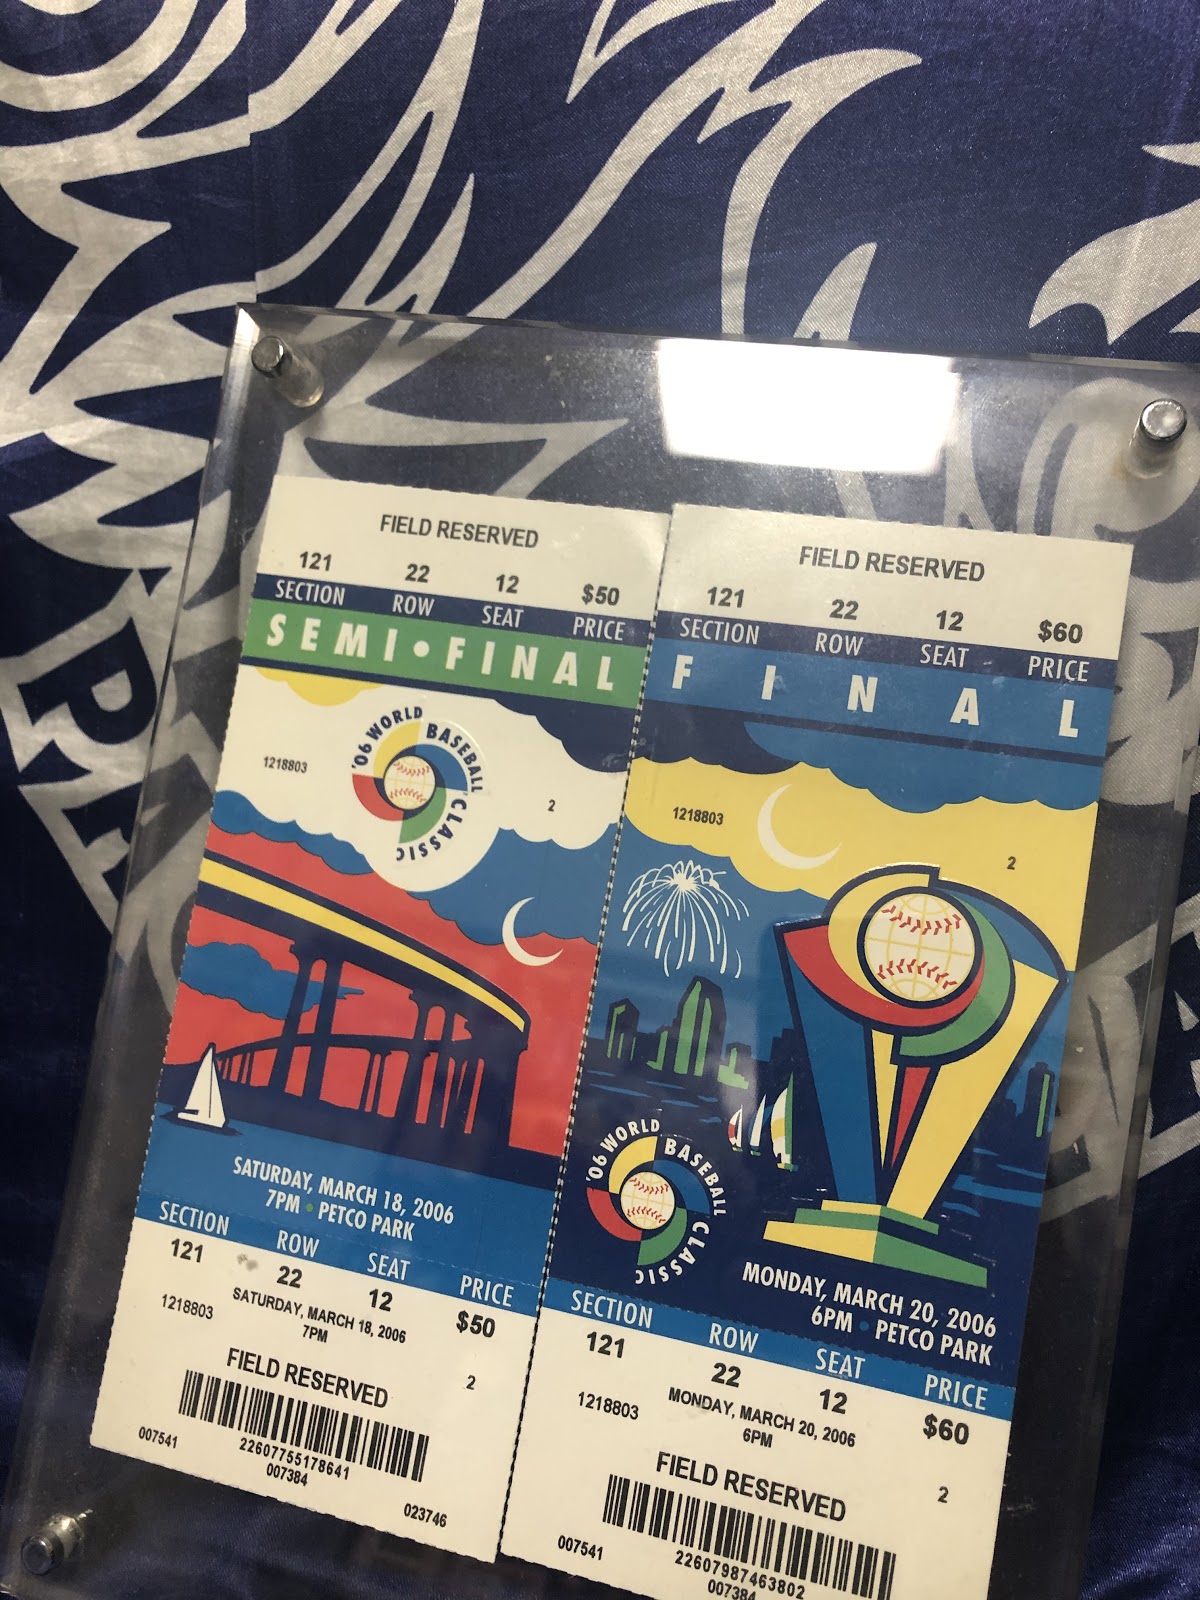 FIELD RESERVED
121 22 12 $50
SECTION ROW SEAT PRICE
SEMI•FINAL
'06 WORLD BASEBALL CLASSIC
1218803 2
SATURDAY, MARCH 18, 2006
7PM • PETCO PARK
SECTION ROW SEAT PRICE
121 22 12 $50
1218803
SATURDAY, MARCH 18, 2006
7PM
FIELD RESERVED
2
007541
22607755178641
007384
023746
FIELD RESERVED
121 22 12 $60
SECTION ROW SEAT PRICE
FINAL
1218803 2
'06 WORLD BASEBALL CLASSIC
MONDAY, MARCH 20, 2006
6PM • PETCO PARK
SECTION ROW SEAT PRICE
121 22 12 $60
1218803
MONDAY, MARCH 20, 2006
6PM
FIELD RESERVED
2
007541
22607987463802
007384